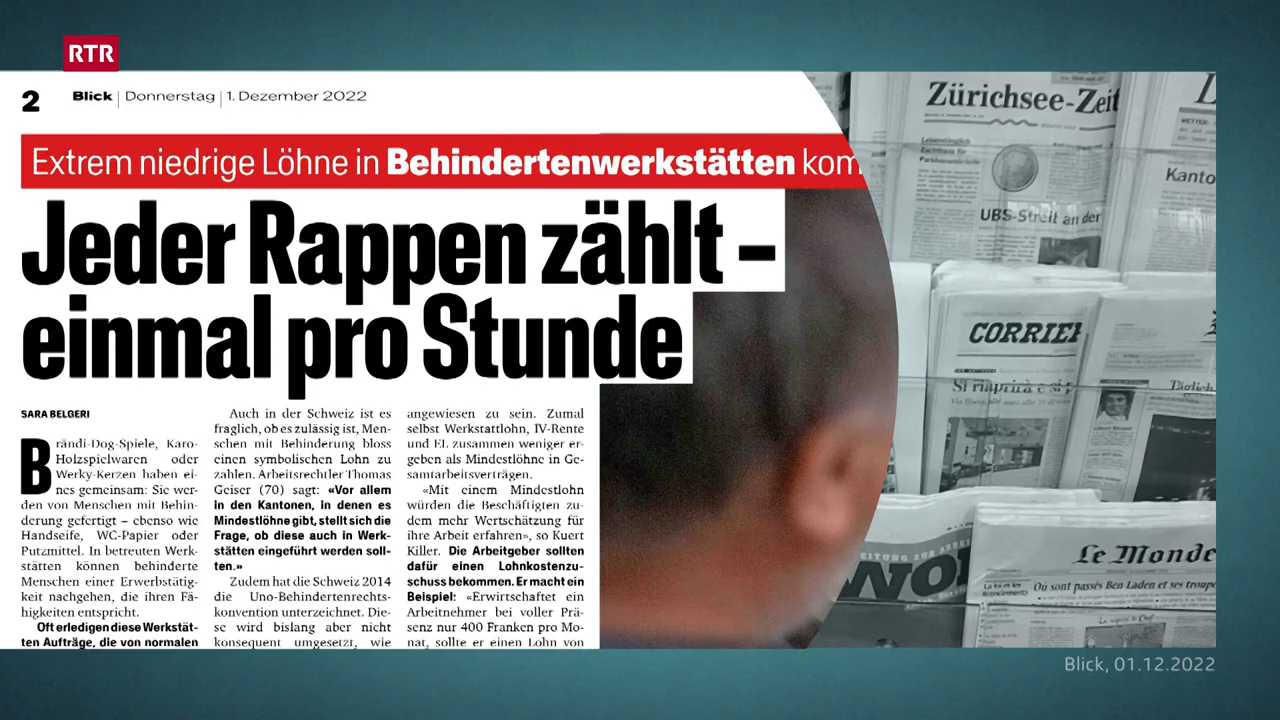 RTR
2 Blick | Donnerstag | 1. Dezember 2022
Extrem niedrige Löhne in Behindertenwerkstätten kom
Jeder Rappen zählt –
einmal pro Stunde
SARA BELGERI
Brändi-Dog-Spiele, Karo-
Holzspielwaren oder
Werky-Kerzen haben ei-
nes gemeinsam: Sie wer-
den von Menschen mit Behin-
derung gefertigt – ebenso wie
Handseife, WC-Papier oder
Putzmittel. In betreuten Werk-
stätten können behinderte
Menschen einer Erwerbstätig-
keit nachgehen, die ihren Fä-
higkeiten entspricht.
Oft erledigen diese Werkstät-
ten Aufträge, die von normalen
Auch in der Schweiz ist es
fraglich, ob es zulässig ist, Men-
schen mit Behinderung bloss
einen symbolischen Lohn zu
zahlen. Arbeitsrechtler Thomas
Geiser (70) sagt: «Vor allem
in den Kantonen, in denen es
Mindestlöhne gibt, stellt sich die
Frage, ob diese auch in Werk-
stätten eingeführt werden soll-
ten.»
Zudem hat die Schweiz 2014
die Uno-Behindertenrechts-
konvention unterzeichnet. Die-
se wird bislang aber nicht
konsequent umgesetzt, wie
angewiesen zu sein. Zumal
selbst Werkstattlohn, IV-Rente
und EL zusammen weniger er-
geben als Mindestlöhne in Ge-
samtarbeitsverträgen.
«Mit einem Mindestlohn
würden die Beschäftigten zu-
dem mehr Wertschätzung für
ihre Arbeit erfahren», so Kuert
Killer. Die Arbeitgeber sollten
dafür einen Lohnkostenzu-
schuss bekommen. Er macht ein
Beispiel: «Erwirtschaftet ein
Arbeitnehmer bei voller Prä-
senz nur 400 Franken pro Mo-
nat, sollte er einen Lohn von
Zürichsee-Zeit
Lebenslänglich
UBS-Streit an der
Kanto
CORRIER
Si riaprirà e si p
Täglich
WO
Le Monde
Où sont passés Ben Laden et ses troupe
Blick, 01.12.2022